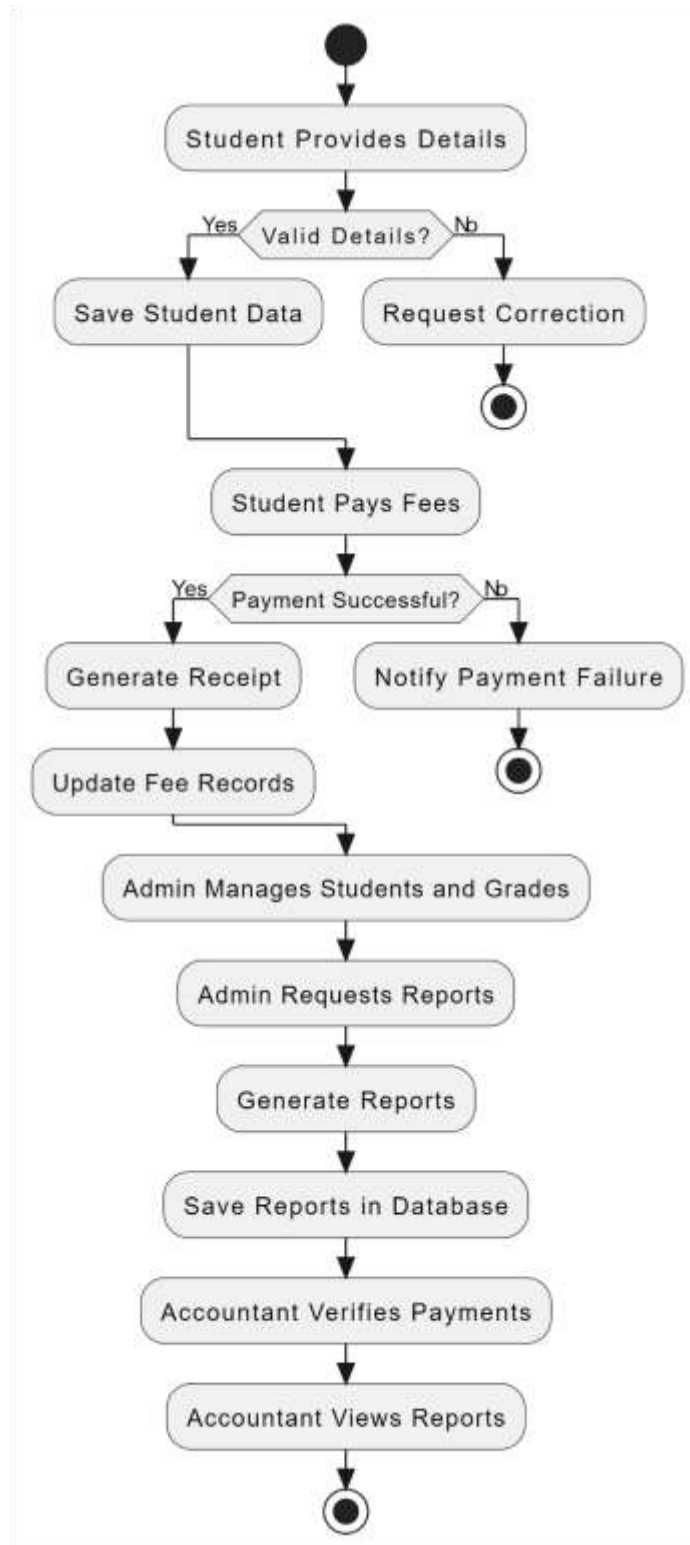 Student Provides Details
Yes
Valid Details?
No
Save Student Data
Request Correction
Student Pays Fees
Yes
Payment Successful?
No
Generate Receipt
Notify Payment Failure
Update Fee Records
Admin Manages Students and Grades
Admin Requests Reports
Generate Reports
Save Reports in Database
Accountant Verifies Payments
Accountant Views Reports